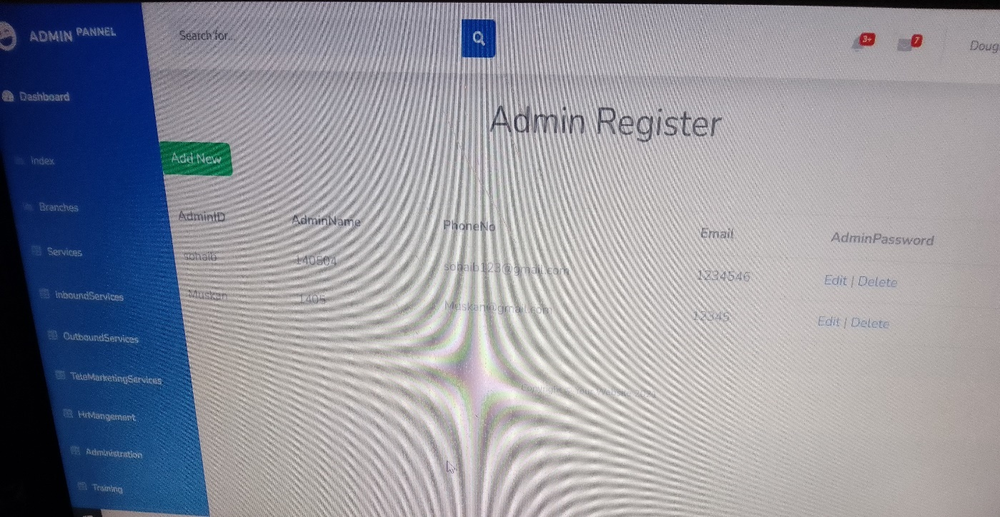 ADMIN PANNEL
Search for...
3+
7
Doug
Dashboard
Admin Register
Add New
Index
Branches
AdminID AdminName PhoneNo Email AdminPassword
Services
sohaib 140504 sohaib123@gmail.com 1234546 Edit | Delete
InboundServices
Muskan 1405 Muskan@gmail.com 12345 Edit | Delete
OutboundServices
TeleMarketingServices
HrMangement
Administration
Training